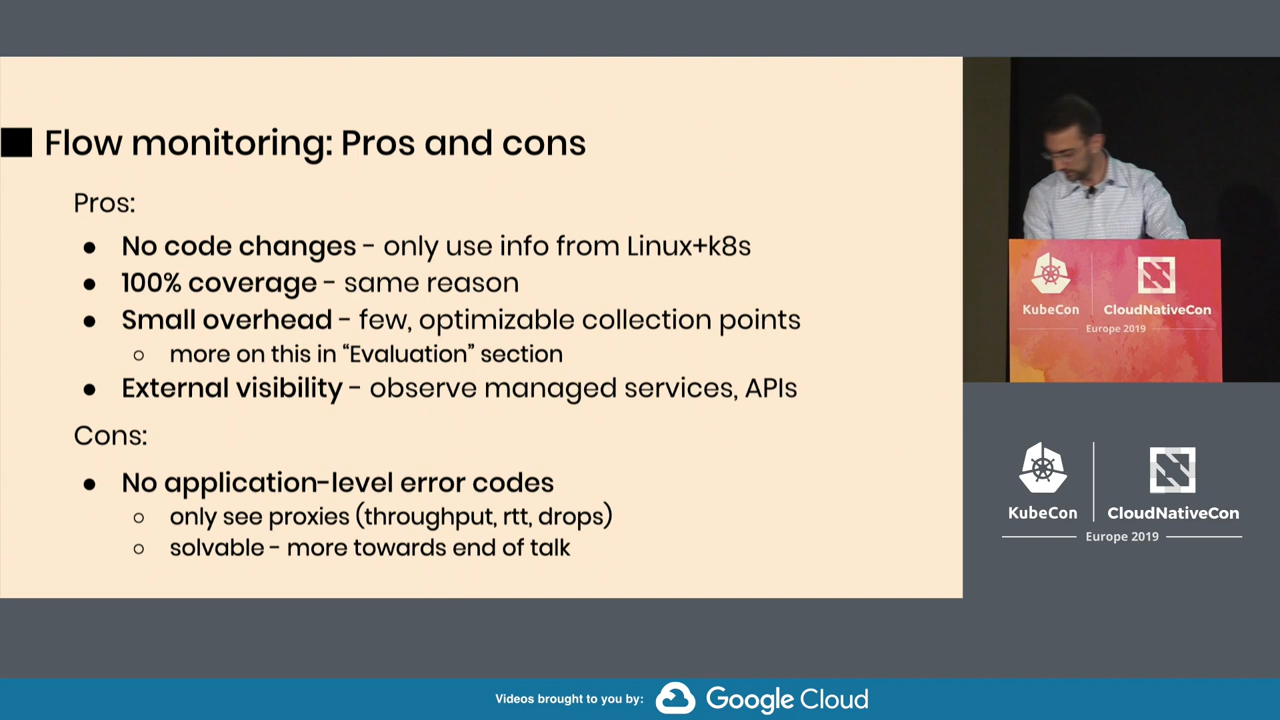 Flow monitoring: Pros and cons
Pros:
● No code changes - only use info from Linux+k8s
● 100% coverage - same reason
● Small overhead - few, optimizable collection points
○ more on this in “Evaluation” section
● External visibility - observe managed services, APIs
Cons:
● No application-level error codes
○ only see proxies (throughput, rtt, drops)
○ solvable - more towards end of talk
KubeCon
CloudNativeCon
Europe 2019
KubeCon
CloudNativeCon
Europe 2019
Videos brought to you by:
Google Cloud